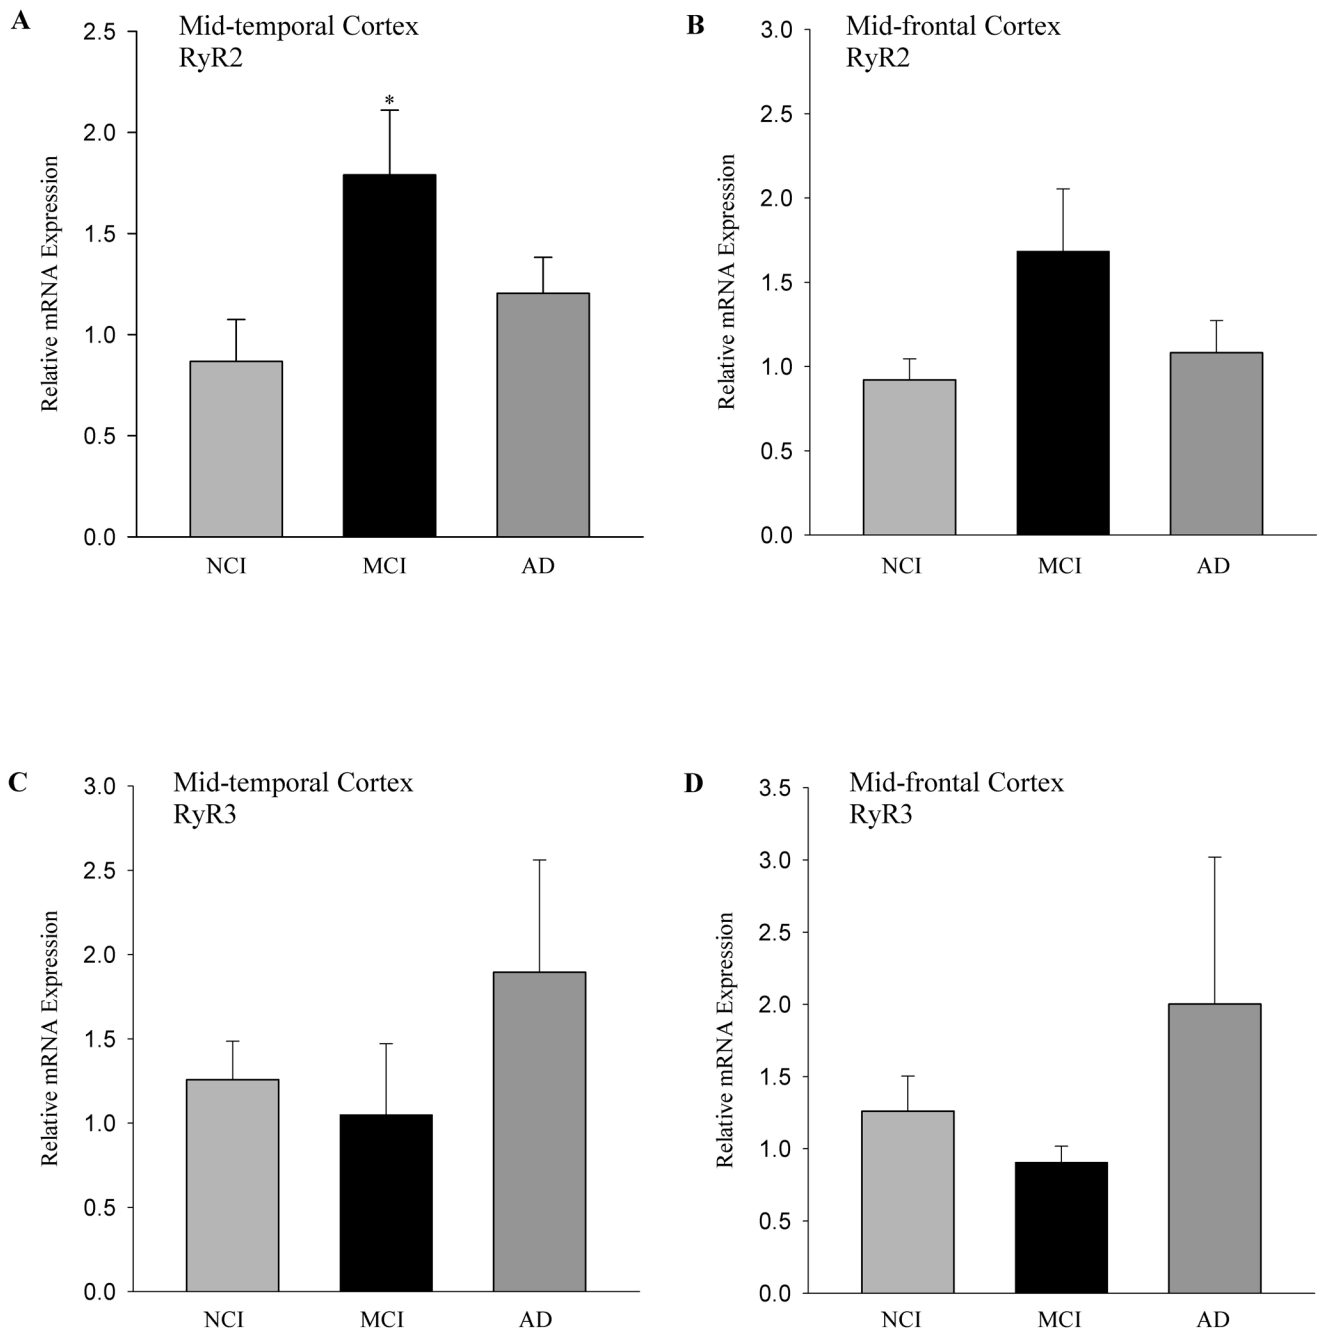 A
Mid-temporal Cortex
RyR2
Relative mRNA Expression
2.5
2.0
1.5
1.0
0.5
0.0
*
NCI MCI AD
B
Mid-frontal Cortex
RyR2
Relative mRNA Expression
3.0
2.5
2.0
1.5
1.0
0.5
0.0
NCI MCI AD
C
Mid-temporal Cortex
RyR3
Relative mRNA Expression
3.0
2.5
2.0
1.5
1.0
0.5
0.0
NCI MCI AD
D
Mid-frontal Cortex
RyR3
Relative mRNA Expression
3.5
3.0
2.5
2.0
1.5
1.0
0.5
0.0
NCI MCI AD